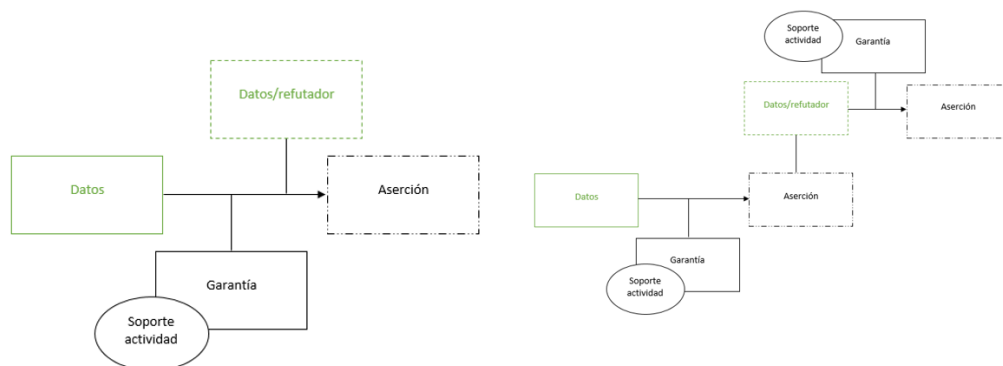 Datos/refutador
Datos
Aserción
Garantía
Soporte
actividad
Soporte
actividad
Garantía
Datos/refutador
Aserción
Datos
Aserción
Garantía
Soporte
actividad